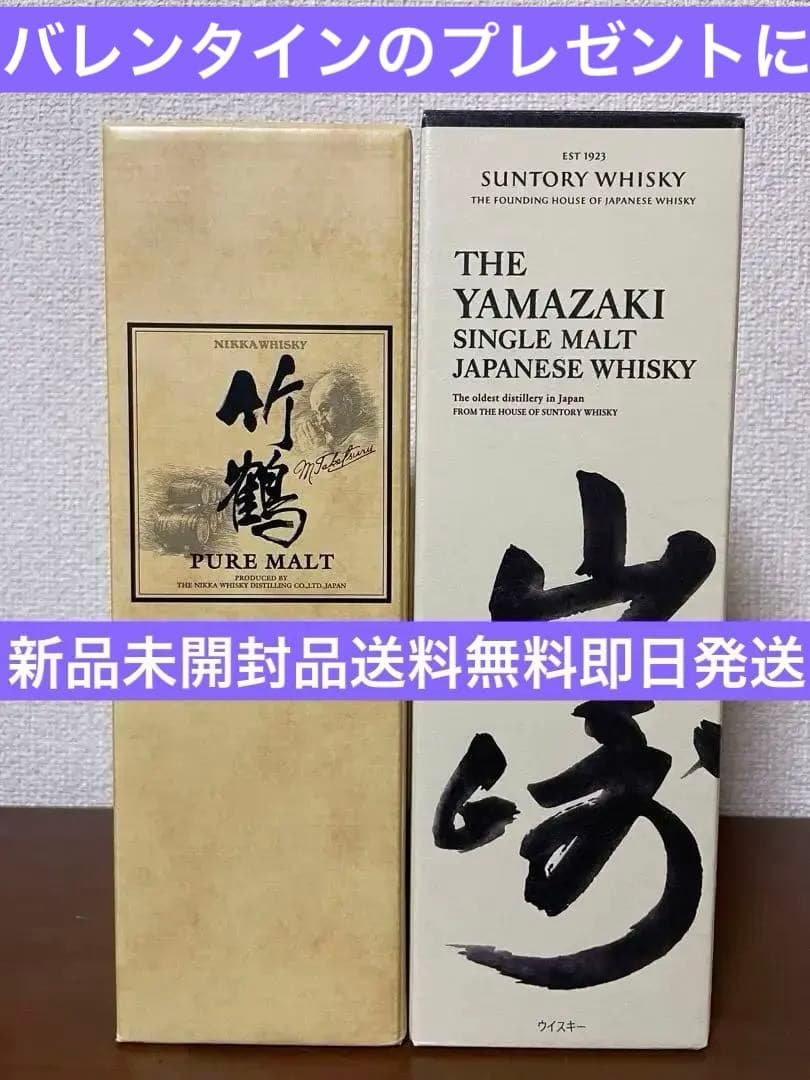 バレンタインのプレゼントに
NIKKA WHISKY
竹
鶴
M Taketsuru
PURE MALT
PRODUCED BY
THE NIKKA WHISKY DISTILLING CO.,LTD. JAPAN
EST 1923
SUNTORY WHISKY
THE FOUNDING HOUSE OF JAPANESE WHISKY
THE
YAMAZAKI
SINGLE MALT
JAPANESE WHISKY
The oldest distillery in Japan
FROM THE HOUSE OF SUNTORY WHISKY
山
崎
新品未開封品送料無料即日発送
ウイスキー